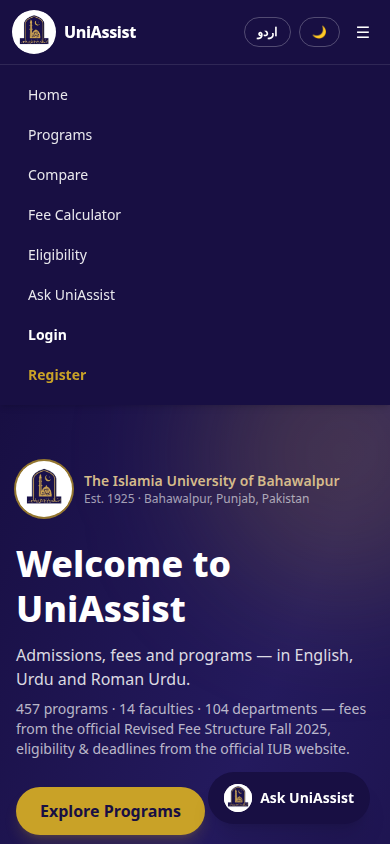 UniAssist
اردو
Home
Programs
Compare
Fee Calculator
Eligibility
Ask UniAssist
Login
Register
The Islamia University of Bahawalpur
Est. 1925 · Bahawalpur, Punjab, Pakistan
Welcome to
UniAssist
Admissions, fees and programs — in English,
Urdu and Roman Urdu.
457 programs · 14 faculties · 104 departments — fees
from the official Revised Fee Structure Fall 2025,
eligibility & deadlines from the official IUB website.
Explore Programs
Ask UniAssist